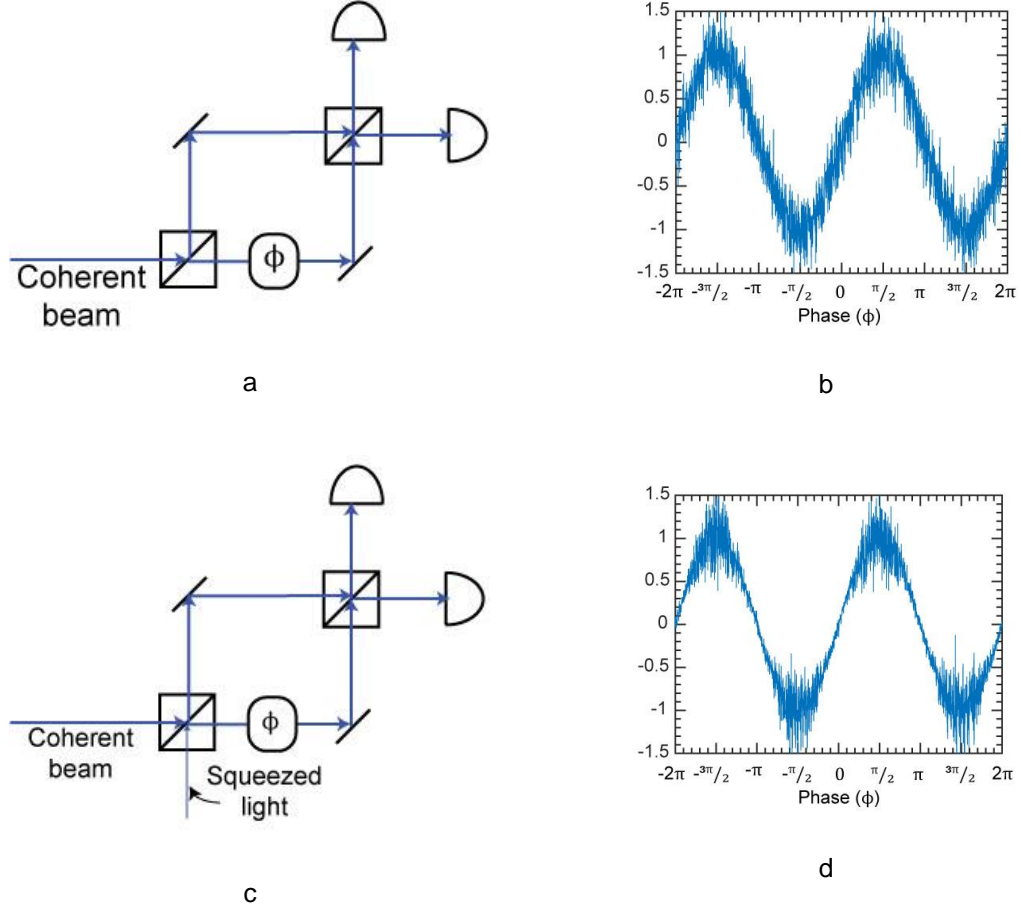 ϕ
Coherent
beam
a
1.5
1
0.5
0
-0.5
-1
-1.5
-2π -³π/₂ -π -π/₂ 0 π/₂ π ³π/₂ 2π
Phase (ϕ)
b
ϕ
Coherent
beam
Squeezed
light
c
1.5
1
0.5
0
-0.5
-1
-1.5
-2π -³π/₂ -π -π/₂ 0 π/₂ π ³π/₂ 2π
Phase (ϕ)
d